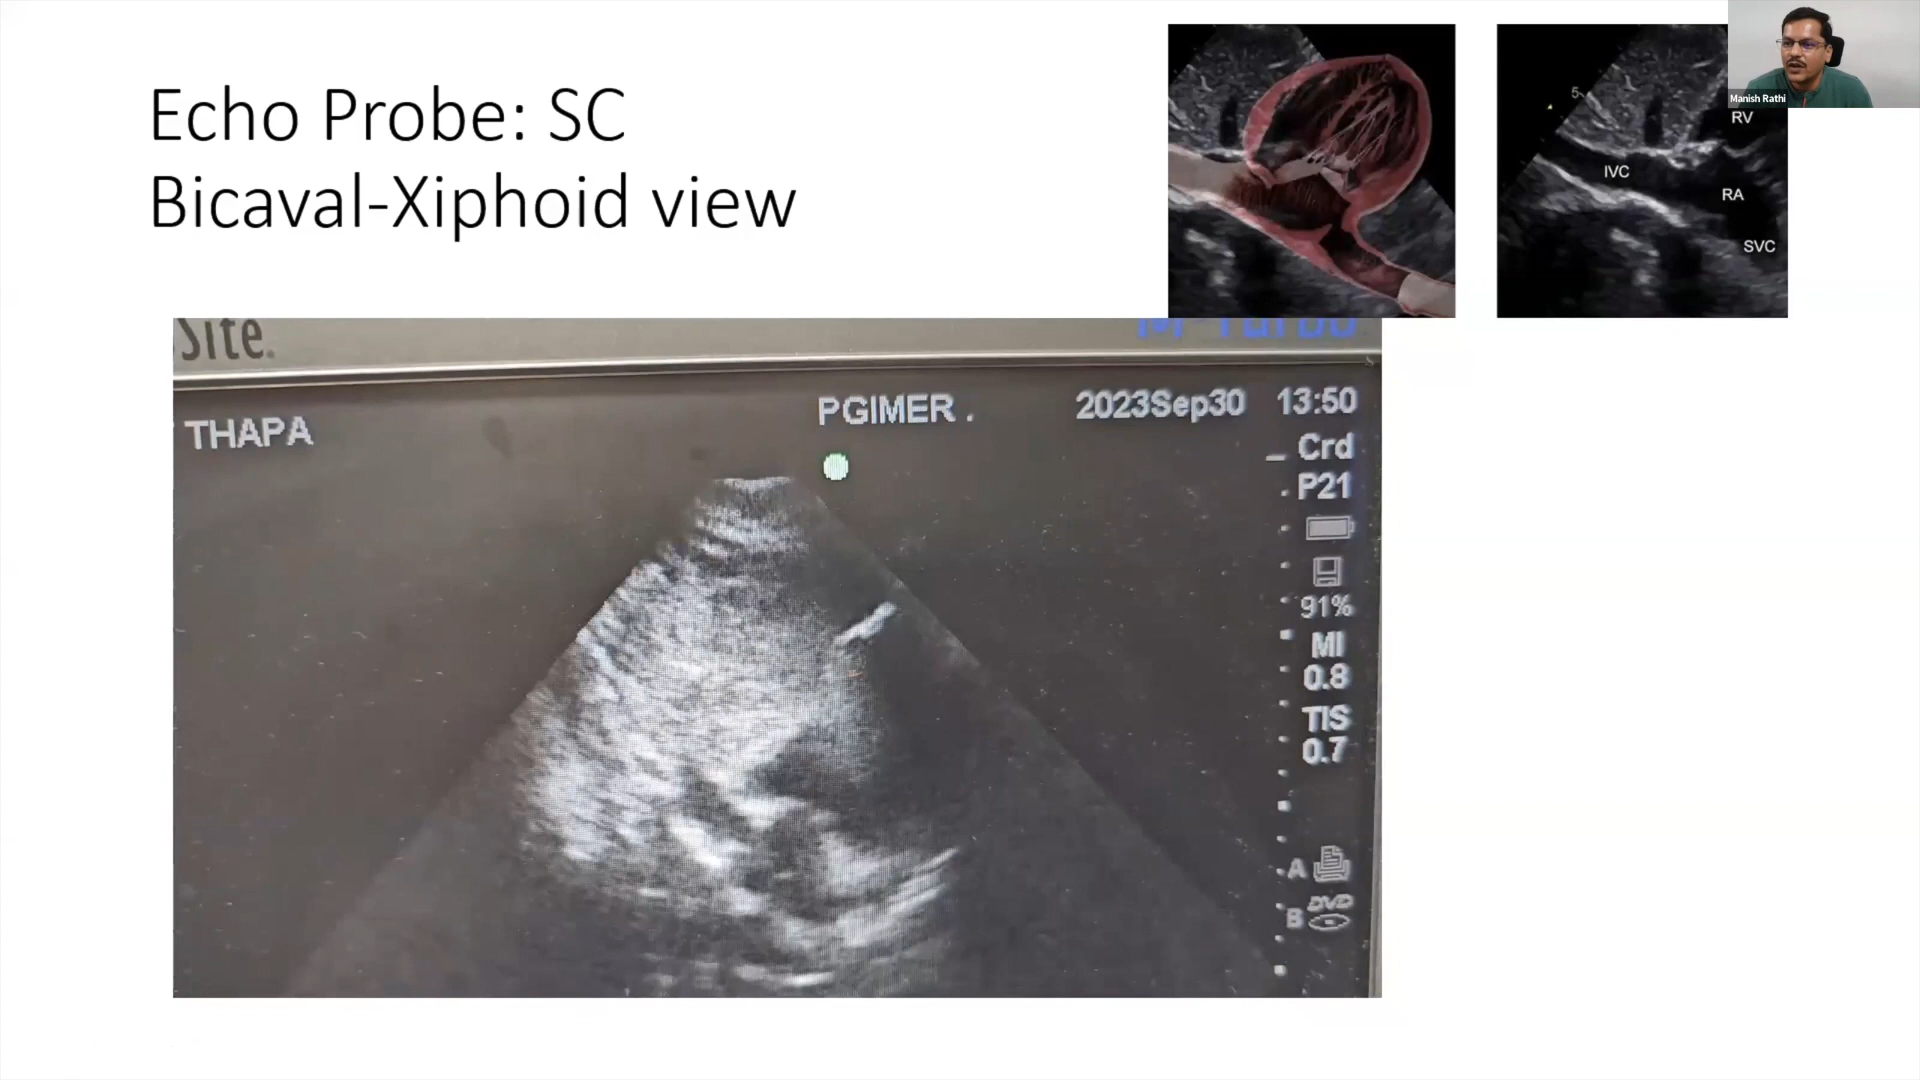 Echo Probe: SC
Bicaval-Xiphoid view
5
RV
IVC
RA
SVC
Manish Rathi
Site.
M-Turbo
THAPA
PGIMER .
2023Sep30 13:50
Crd
P21
91%
MI
0.8
TIS
0.7
A
B DVD